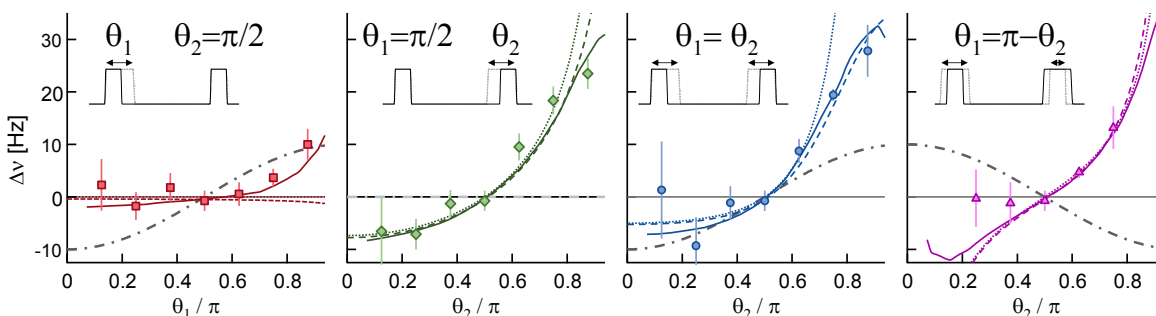 θ₁ θ₂=π/2
θ₁=π/2 θ₂
θ₁= θ₂
θ₁=π−θ₂
Δν [Hz]
30
20
10
0
-10
0 0.2 0.4 0.6 0.8
0 0.2 0.4 0.6 0.8
0 0.2 0.4 0.6 0.8
0 0.2 0.4 0.6 0.8
θ₁ / π
θ₂ / π
θ₂ / π
θ₂ / π